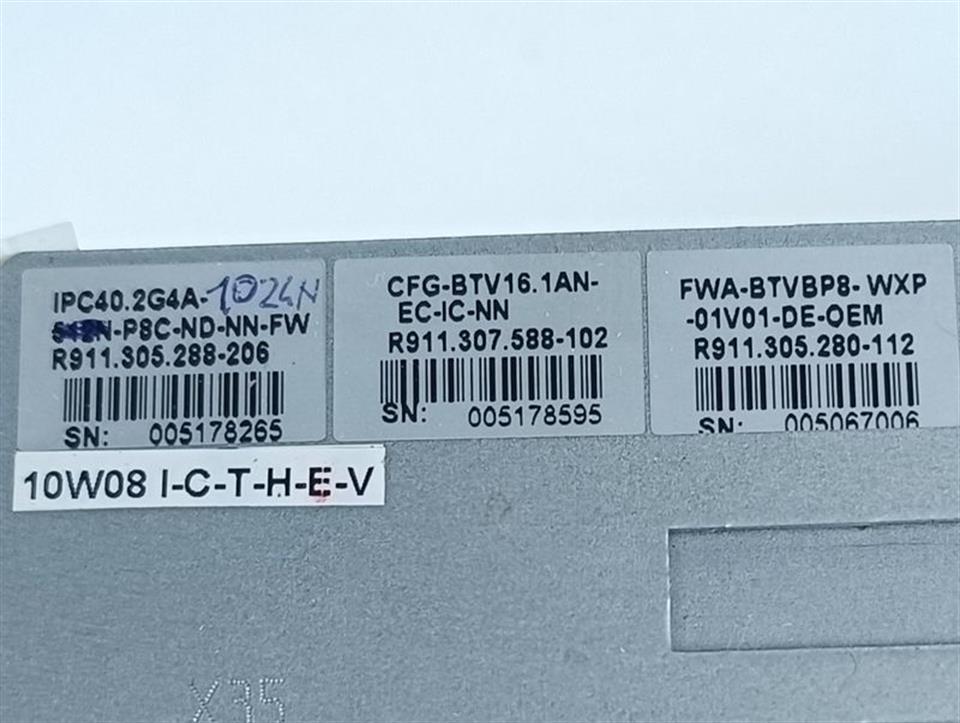 IPC40.2G4A-1024N
512N-P8C-ND-NN-FW
R911.305.288-206
SN: 005178265
CFG-BTV16.1AN-
EC-IC-NN
R911.307.588-102
SN: 005178595
FWA-BTVBP8-WXP
-01V01-DE-OEM
R911.305.280-112
SN: 005067006
10W08 I-C-T-H-E-V
X35